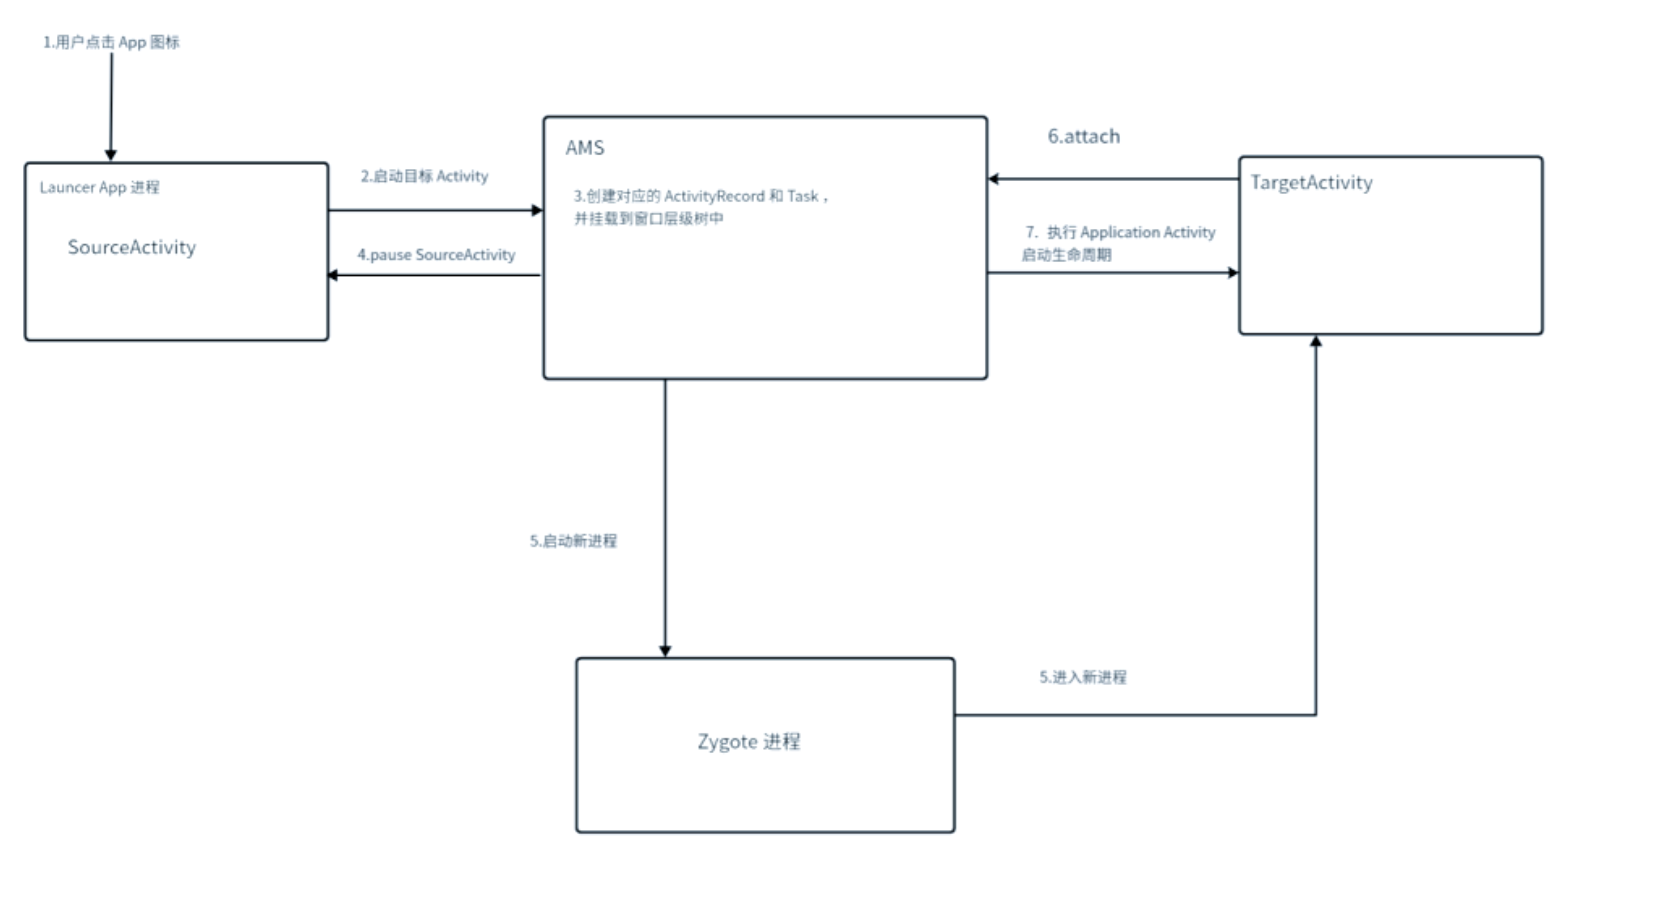 1.用户点击 App 图标
Launcer App 进程
SourceActivity
2.启动目标 Activity
4.pause SourceActivity
AMS
3.创建对应的 ActivityRecord 和 Task ，
并挂载到窗口层级树中
6.attach
7. 执行 Application Activity
启动生命周期
TargetActivity
5.启动新进程
Zygote 进程
5.进入新进程